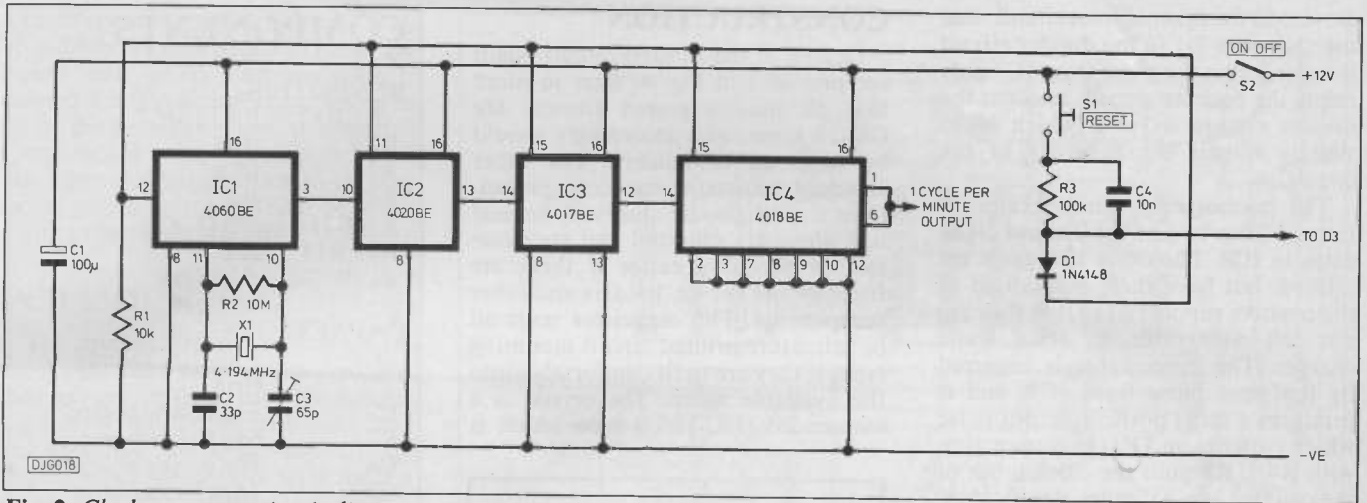 CONSTRUCTION
ON OFF
S2
+12V
S1
RESET
11
16
15
16
15
16
16
12
IC1
4060BE
3
10
IC2
4020BE
13
14
IC3
4017BE
12
14
IC4
4018BE
1
6
1 CYCLE PER
MINUTE
OUTPUT
R3
100k
C4
10n
TO D3
D1
1N4148
8
11
10
8
8
13
2
3
7
8
9
10
12
C1
100μ
R1
10k
R2 10M
X1
4·194MHz
C2
33p
C3
65p
DJG018
-VE